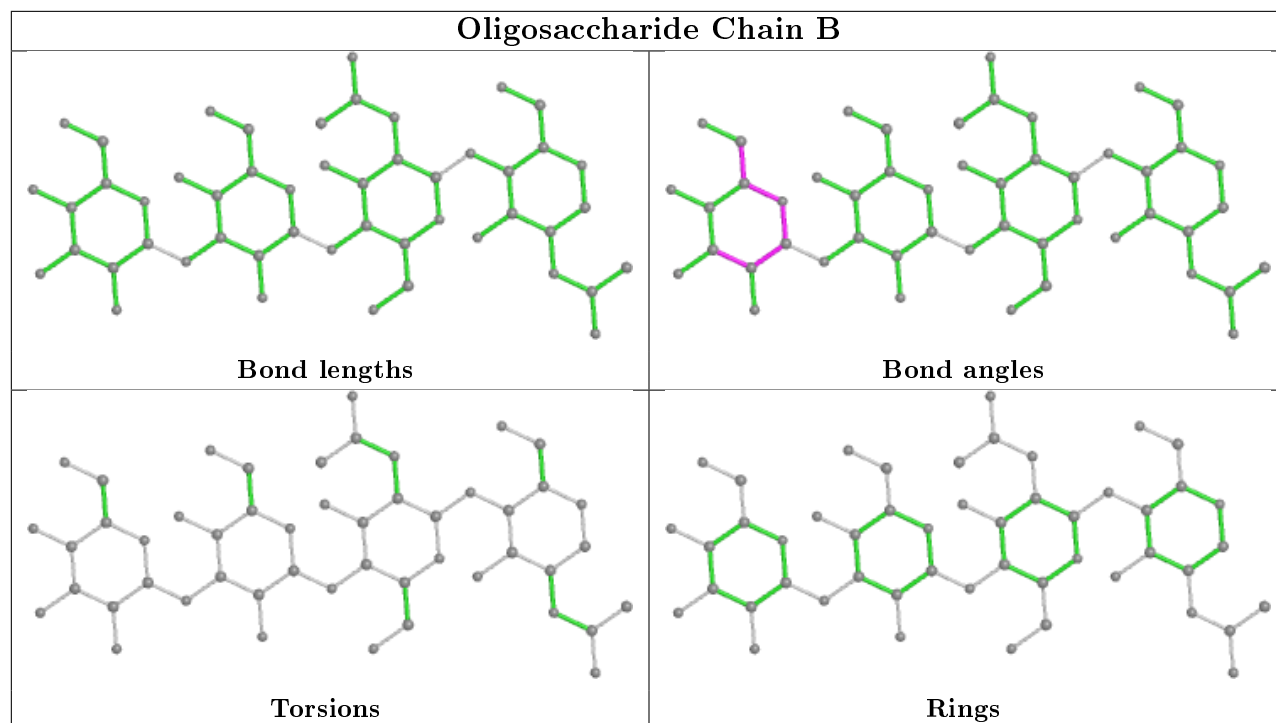 Oligosaccharide Chain B
Bond lengths
Bond angles
Torsions
Rings